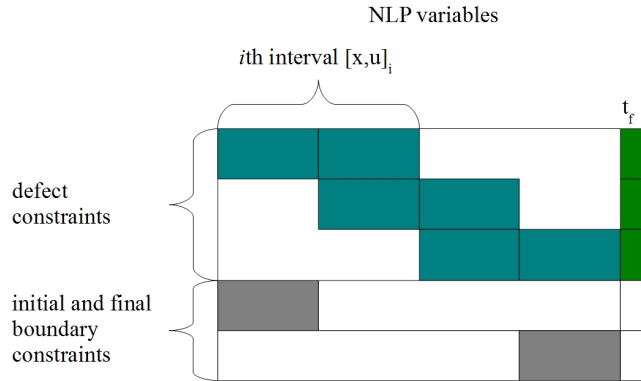 NLP variables
ith interval [x,u]i
tf
defect
constraints
initial and final
boundary
constraints